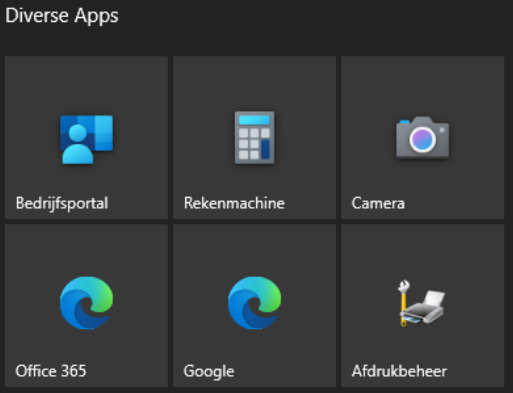 Diverse Apps
Bedrijfsportal
Rekenmachine
Camera
Office 365
Google
Afdrukbeheer